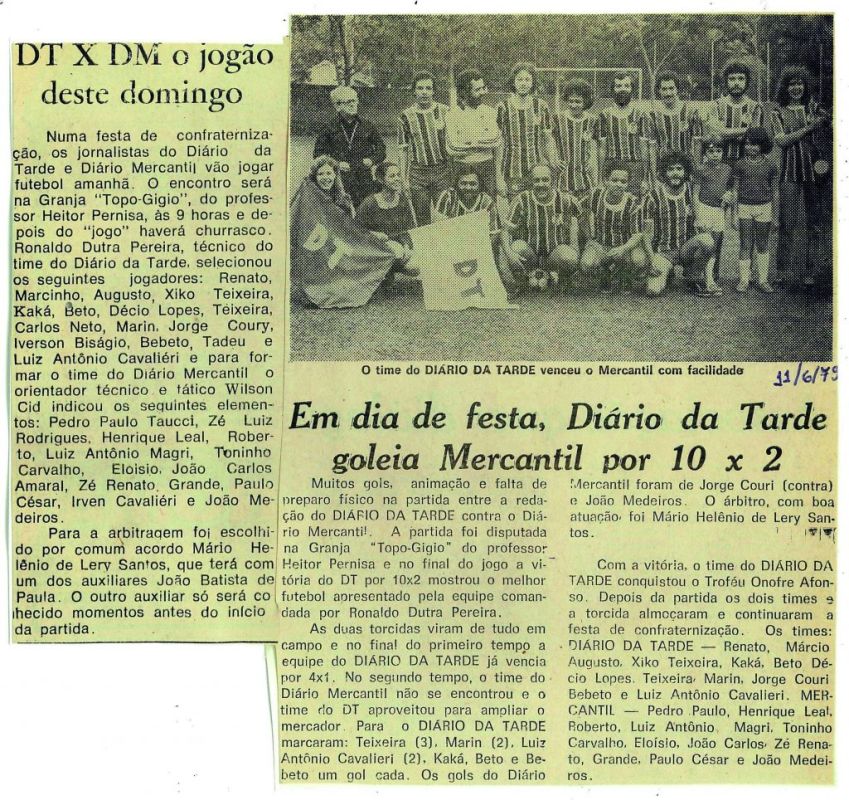 DT X DM o jogão
deste domingo
Numa festa de confraterniza-
ção, os jornalistas do Diário da
Tarde e Diário Mercantil vão jogar
futebol amanhã. O encontro será
na Granja "Topo-Gigio", do profes-
sor Heitor Pernisa, às 9 horas e de-
pois do "jogo" haverá churrasco.
Ronaldo Dutra Pereira, técnico do
time do Diário da Tarde, selecionou
os seguintes jogadores: Renato,
Marcinho, Augusto, Xiko Teixeira,
Kaká, Beto, Décio Lopes, Teixeira,
Carlos Neto, Marin, Jorge Coury,
Iverson Biságio, Bebeto, Tadeu e
Luiz Antônio Cavaliéri e para for-
mar o time do Diário Mercantil o
orientador técnico e tático Wilson
Cid indicou os seguintes elemen-
tos: Pedro Paulo Taucci, Zé Luiz
Rodrigues, Henrique Leal, Rober-
to, Luiz Antônio Magri, Toninho
Carvalho, Eloisio, João Carlos
Amaral, Zé Renato, Grande, Paulo
César, Irven Cavaliéri e João Me-
deiros.
Para a arbitragem foi escolhi-
do por comum acordo Mário He-
lênio de Lery Santos, que terá com
um dos auxiliares João Batista de
Paula. O outro auxiliar só será co
hecido momentos antes do início
da partida.
DT
DT
O time do DIÁRIO DA TARDE venceu o Mercantil com facilidade
11/6/79
Em dia de festa, Diário da Tarde
goleia Mercantil por 10 x 2
Muitos gols, animação e falta de
preparo físico na partida entre a reda-
ção do DIÁRIO DA TARDE contra o Diá-
rio Mercantil. A partida foi disputada
na Granja "Topo-Gigio" do professor
Heitor Pernisa e no final do jogo a vi-
tória do DT por 10x2 mostrou o melhor
futebol apresentado pela equipe coman-
dada por Ronaldo Dutra Pereira.
As duas torcidas viram de tudo em
campo e no final do primeiro tempo a
equipe do DIÁRIO DA TARDE já vencia
por 4x1. No segundo tempo, o time do
Diário Mercantil não se encontrou e o
time do DT aproveitou para ampliar o
mercador. Para o DIÁRIO DA TARDE
marcaram: Teixeira (3), Marin (2), Luiz
Antônio Cavalieri (2), Kaká, Beto e Be-
beto um gol cada. Os gols do Diário
Mercantil foram de Jorge Couri (contra)
e João Medeiros. O árbitro, com boa
atuação, foi Mário Helênio de Lery San-
tos.
Com a vitória, o time do DIÁRIO DA
TARDE conquistou o Troféu Onofre Afon-
so. Depois da partida os dois times e
a torcida almoçaram e continuaram a
festa de confraternização. Os times:
DIÁRIO DA TARDE — Renato, Márcio
Augusto, Xiko Teixeira, Kaká, Beto Dé-
cio Lopes. Teixeira, Marin, Jorge Couri
Bebeto e Luiz Antônio Cavalieri. MER-
CANTIL — Pedro Paulo, Henrique Leal,
Roberto, Luiz Antônio Magri, Toninho
Carvalho, Eloísio, João Carlos, Zé Rena-
to, Grande, Paulo César e João Medei-
ros.